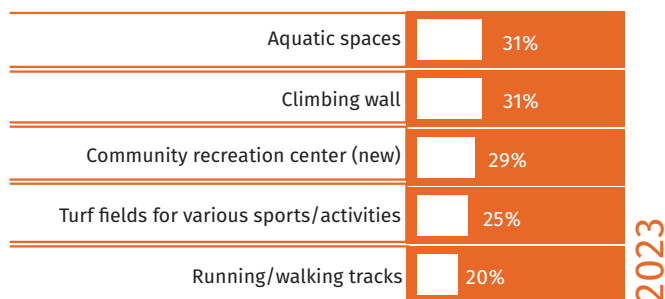 Aquatic spaces 31%
Climbing wall 31%
Community recreation center (new) 29%
Turf fields for various sports/activities 25%
Running/walking tracks 20%
2023